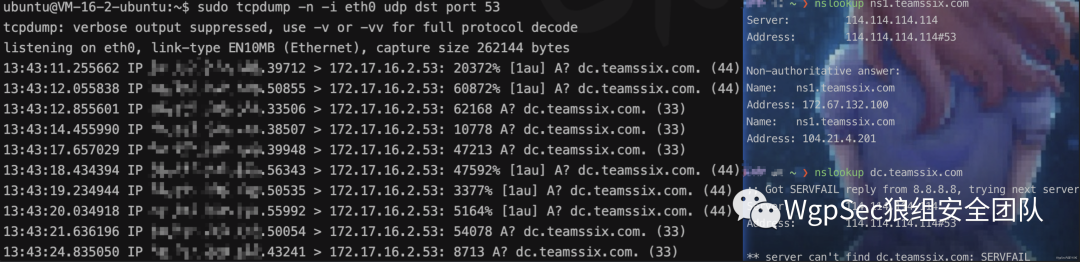 ubuntu@VM-16-2-ubuntu:~$ sudo tcpdump -n -i eth0 udp dst port 53
tcpdump: verbose output suppressed, use -v or -vv for full protocol decode
listening on eth0, link-type EN10MB (Ethernet), capture size 262144 bytes
13:43:11.255662 IP .39712 > 172.17.16.2.53: 20372% [1au] A? dc.teamssix.com. (44)
13:43:12.055838 IP .50855 > 172.17.16.2.53: 60872% [1au] A? dc.teamssix.com. (44)
13:43:12.855601 IP .33506 > 172.17.16.2.53: 62168 A? dc.teamssix.com. (33)
13:43:14.455990 IP .38507 > 172.17.16.2.53: 10778 A? dc.teamssix.com. (33)
13:43:17.657029 IP .39948 > 172.17.16.2.53: 47213 A? dc.teamssix.com. (33)
13:43:18.434394 IP .56343 > 172.17.16.2.53: 47592% [1au] A? dc.teamssix.com. (44)
13:43:19.234944 IP .50535 > 172.17.16.2.53: 3377% [1au] A? dc.teamssix.com. (44)
13:43:20.034918 IP .55992 > 172.17.16.2.53: 5164% [1au] A? dc.teamssix.com. (44)
13:43:21.636196 IP .50054 > 172.17.16.2.53: 54078 A? dc.teamssix.com. (33)
13:43:24.835050 IP .43241 > 172.17.16.2.53: 8713 A? dc.teamssix.com. (33)
~ ❯ nslookup ns1.teamssix.com
Server: 114.114.114.114
Address: 114.114.114.114#53
Non-authoritative answer:
Name: ns1.teamssix.com
Address: 172.67.132.100
Name: ns1.teamssix.com
Address: 104.21.4.201
~ ❯ nslookup dc.teamssix.com
Got SERVFAIL reply from 8.8.8.8, trying next server
114.114.114.114#53
** server can't find dc.teamssix.com: SERVFAIL
WgpSec狼组安全团队